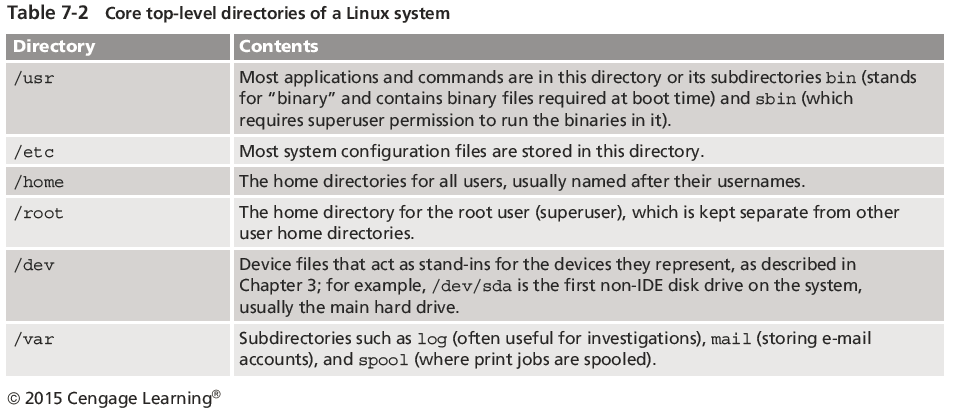 Table 7-2 Core top-level directories of a Linux system
Directory Contents
/usr Most applications and commands are in this directory or its subdirectories bin (stands
for “binary” and contains binary files required at boot time) and sbin (which
requires superuser permission to run the binaries in it).
/etc Most system configuration files are stored in this directory.
/home The home directories for all users, usually named after their usernames.
/root The home directory for the root user (superuser), which is kept separate from other
user home directories.
/dev Device files that act as stand-ins for the devices they represent, as described in
Chapter 3; for example, /dev/sda is the first non-IDE disk drive on the system,
usually the main hard drive.
/var Subdirectories such as log (often useful for investigations), mail (storing e-mail
accounts), and spool (where print jobs are spooled).
© 2015 Cengage Learning®